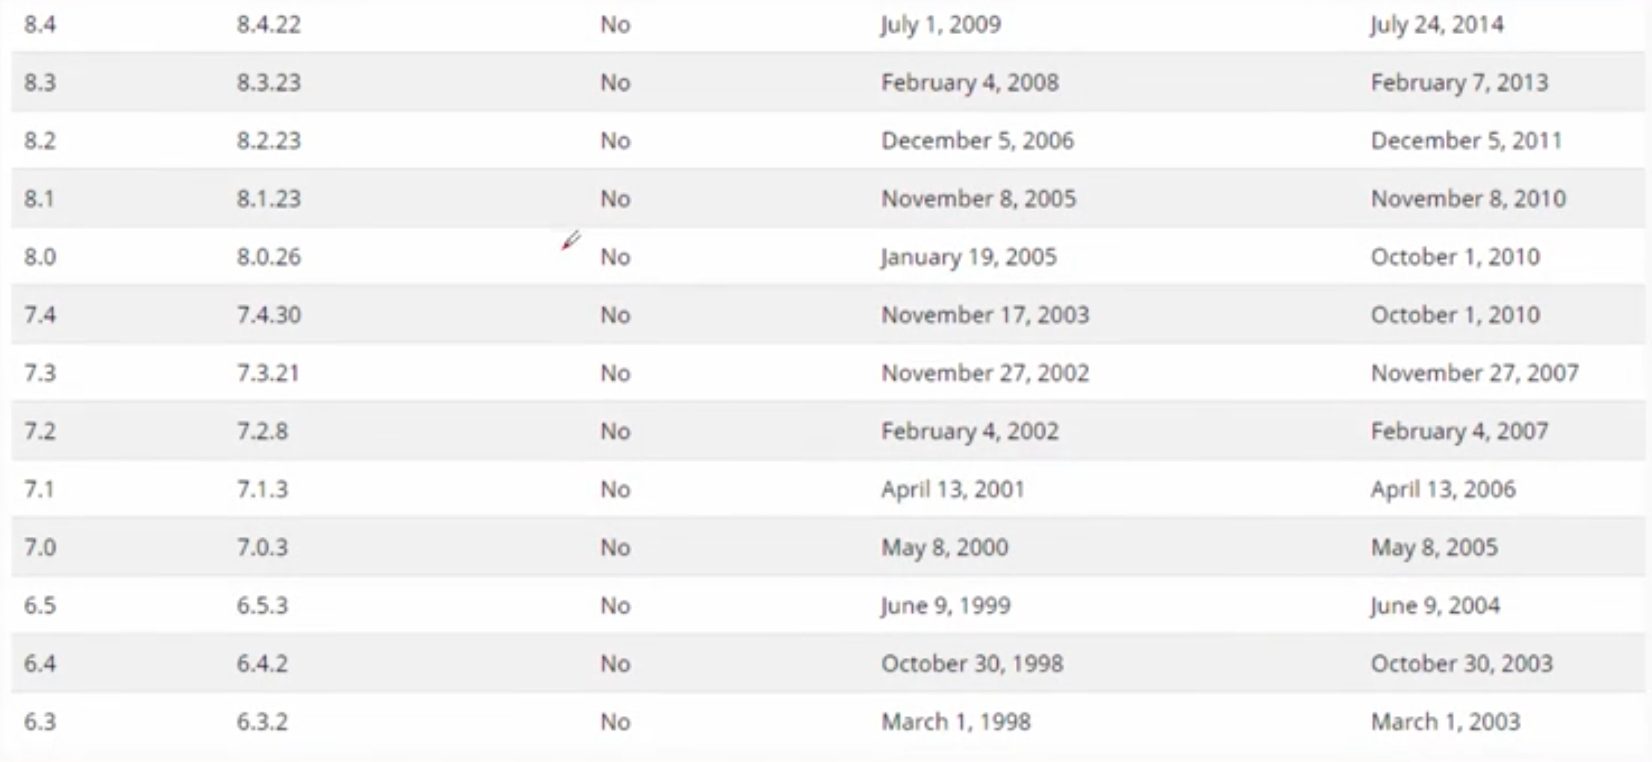 8.4 8.4.22 No July 1, 2009 July 24, 2014
8.3 8.3.23 No February 4, 2008 February 7, 2013
8.2 8.2.23 No December 5, 2006 December 5, 2011
8.1 8.1.23 No November 8, 2005 November 8, 2010
8.0 8.0.26 No January 19, 2005 October 1, 2010
7.4 7.4.30 No November 17, 2003 October 1, 2010
7.3 7.3.21 No November 27, 2002 November 27, 2007
7.2 7.2.8 No February 4, 2002 February 4, 2007
7.1 7.1.3 No April 13, 2001 April 13, 2006
7.0 7.0.3 No May 8, 2000 May 8, 2005
6.5 6.5.3 No June 9, 1999 June 9, 2004
6.4 6.4.2 No October 30, 1998 October 30, 2003
6.3 6.3.2 No March 1, 1998 March 1, 2003